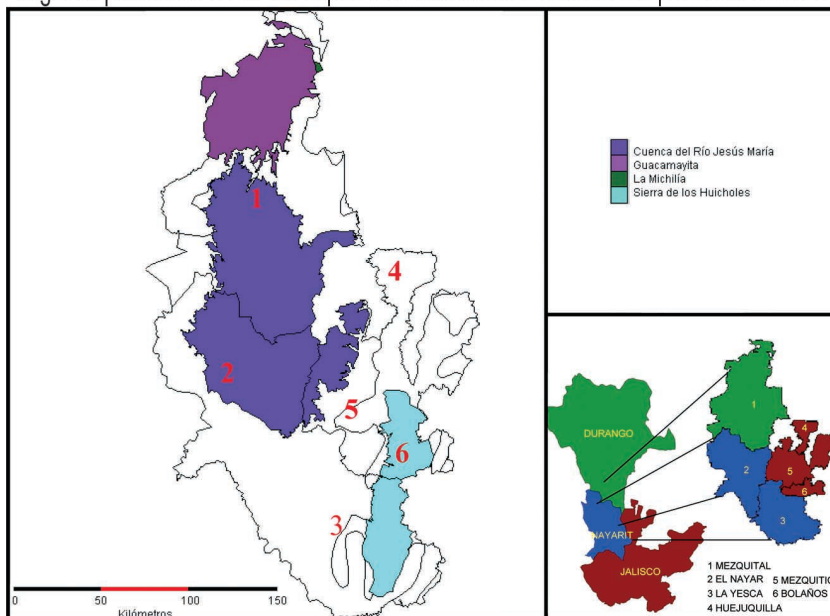 1
4
2
5
6
3
0 50 100 150
Kilómetros
Cuenca del Río Jesús María
Guacamayita
La Michilía
Sierra de los Huicholes
DURANGO
NAYARIT
JALISCO
1
4
2
5
6
3
1 MEZQUITAL
2 EL NAYAR 5 MEZQUITIC
3 LA YESCA 6 BOLAÑOS
4 HUEJUQUILLA